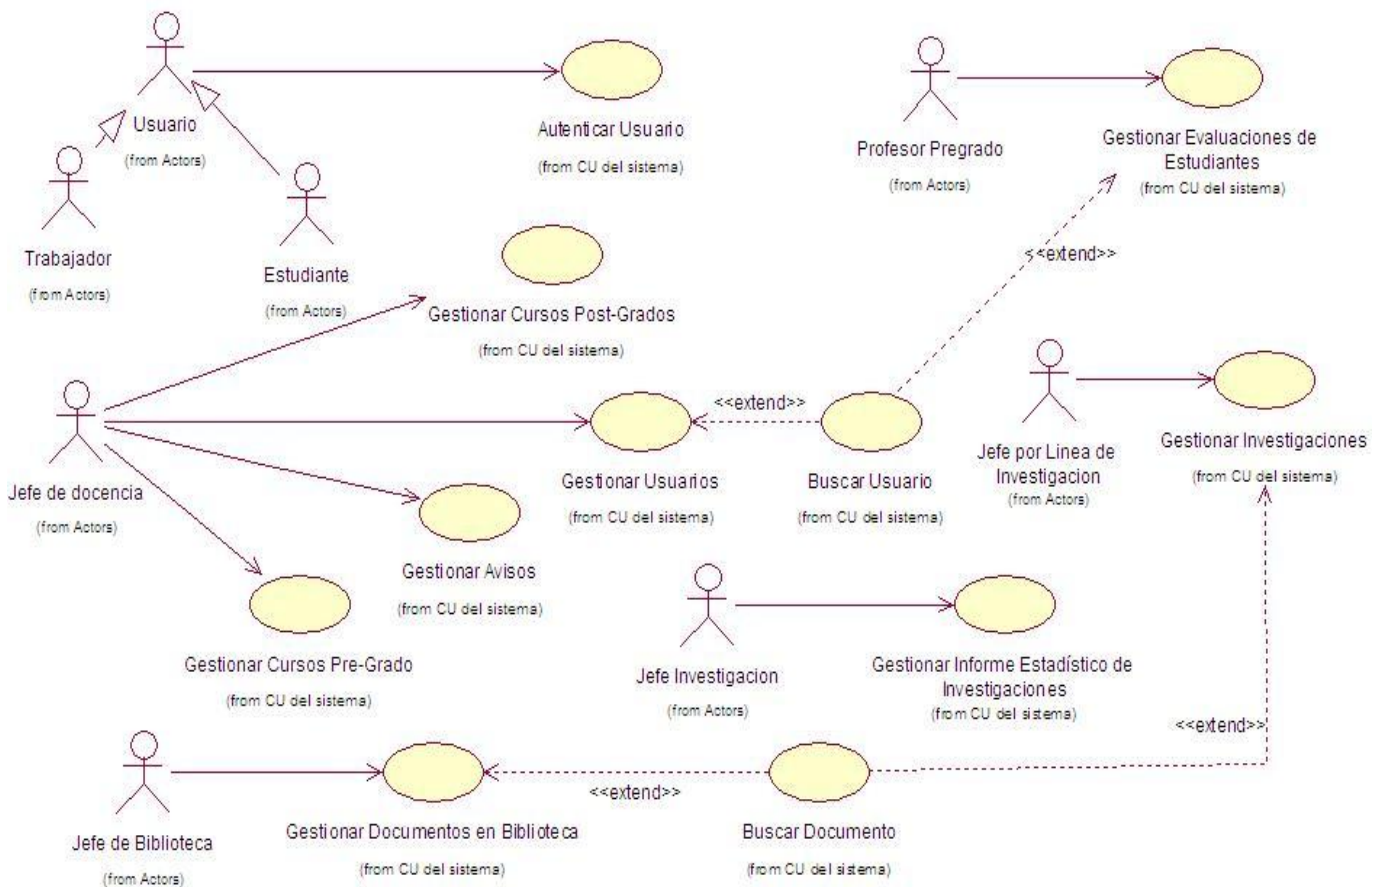 Usuario
(from Actors)
Autenticar Usuario
(from CU del sistema)
Profesor Pregrado
(from Actors)
Gestionar Evaluaciones de
Estudiantes
(from CU del sistema)
Trabajador
(from Actors)
Estudiante
(from Actors)
<<extend>>
Gestionar Cursos Post-Grados
(from CU del sistema)
Jefe de docencia
(from Actors)
<<extend>>
Gestionar Usuarios
(from CU del sistema)
Buscar Usuario
(from CU del sistema)
Jefe por Linea de
Investigacion
(from Actors)
Gestionar Investigaciones
(from CU del sistema)
Gestionar Avisos
(from CU del sistema)
Gestionar Cursos Pre-Grado
(from CU del sistema)
Jefe Investigacion
(from Actors)
Gestionar Informe Estadístico de
Investigaciones
(from CU del sistema)
<<extend>>
Jefe de Biblioteca
(from Actors)
Gestionar Documentos en Biblioteca
(from CU del sistema)
<<extend>>
Buscar Documento
(from CU del sistema)